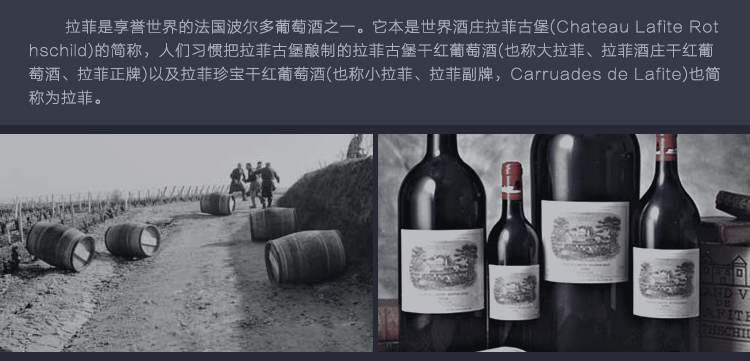 拉菲是享誉世界的法国波尔多葡萄酒之一。它本是世界酒庄拉菲古堡(Chateau Lafite Rot
hschild)的简称，人们习惯把拉菲古堡酿制的拉菲古堡干红葡萄酒(也称大拉菲、拉菲酒庄干红葡
萄酒、拉菲正牌)以及拉菲珍宝干红葡萄酒(也称小拉菲、拉菲副牌，Carruades de Lafite)也简
称为拉菲。
LAFITE